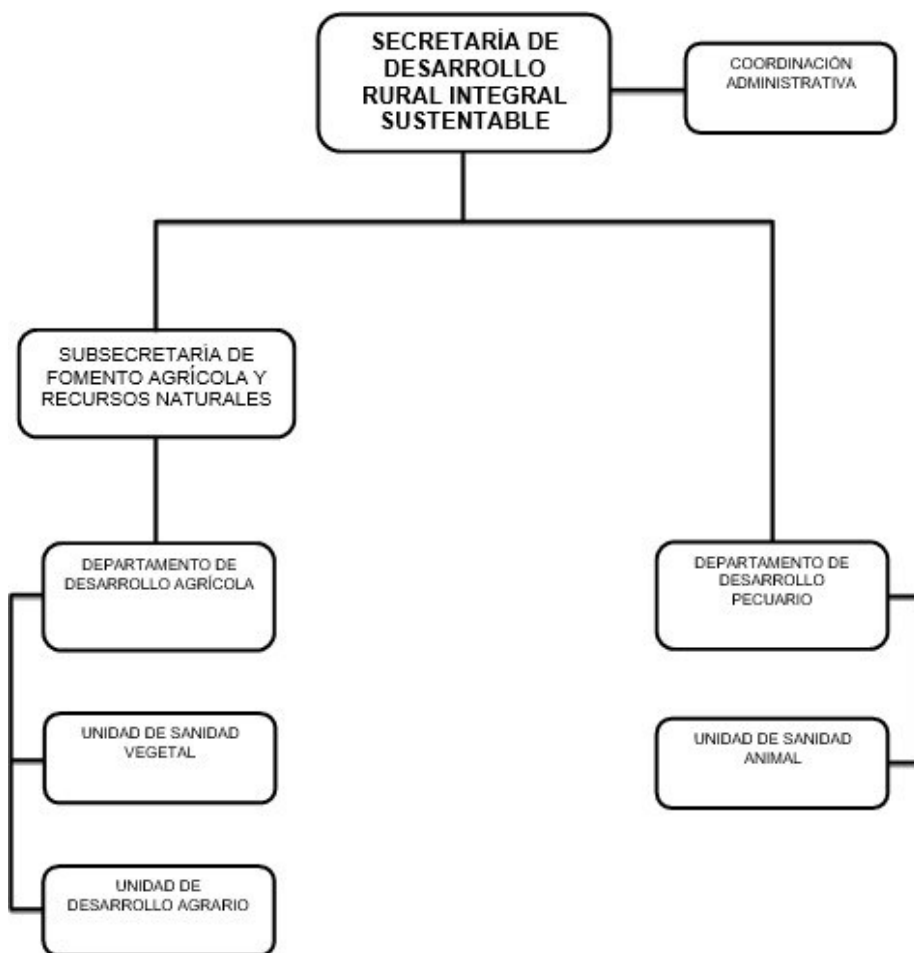 SECRETARÍA DE
DESARROLLO
RURAL INTEGRAL
SUSTENTABLE
COORDINACIÓN
ADMINISTRATIVA
SUBSECRETARÍA DE
FOMENTO AGRÍCOLA Y
RECURSOS NATURALES
DEPARTAMENTO DE
DESARROLLO AGRÍCOLA
DEPARTAMENTO DE
DESARROLLO
PECUARIO
UNIDAD DE SANIDAD
VEGETAL
UNIDAD DE SANIDAD
ANIMAL
UNIDAD DE
DESARROLLO AGRARIO